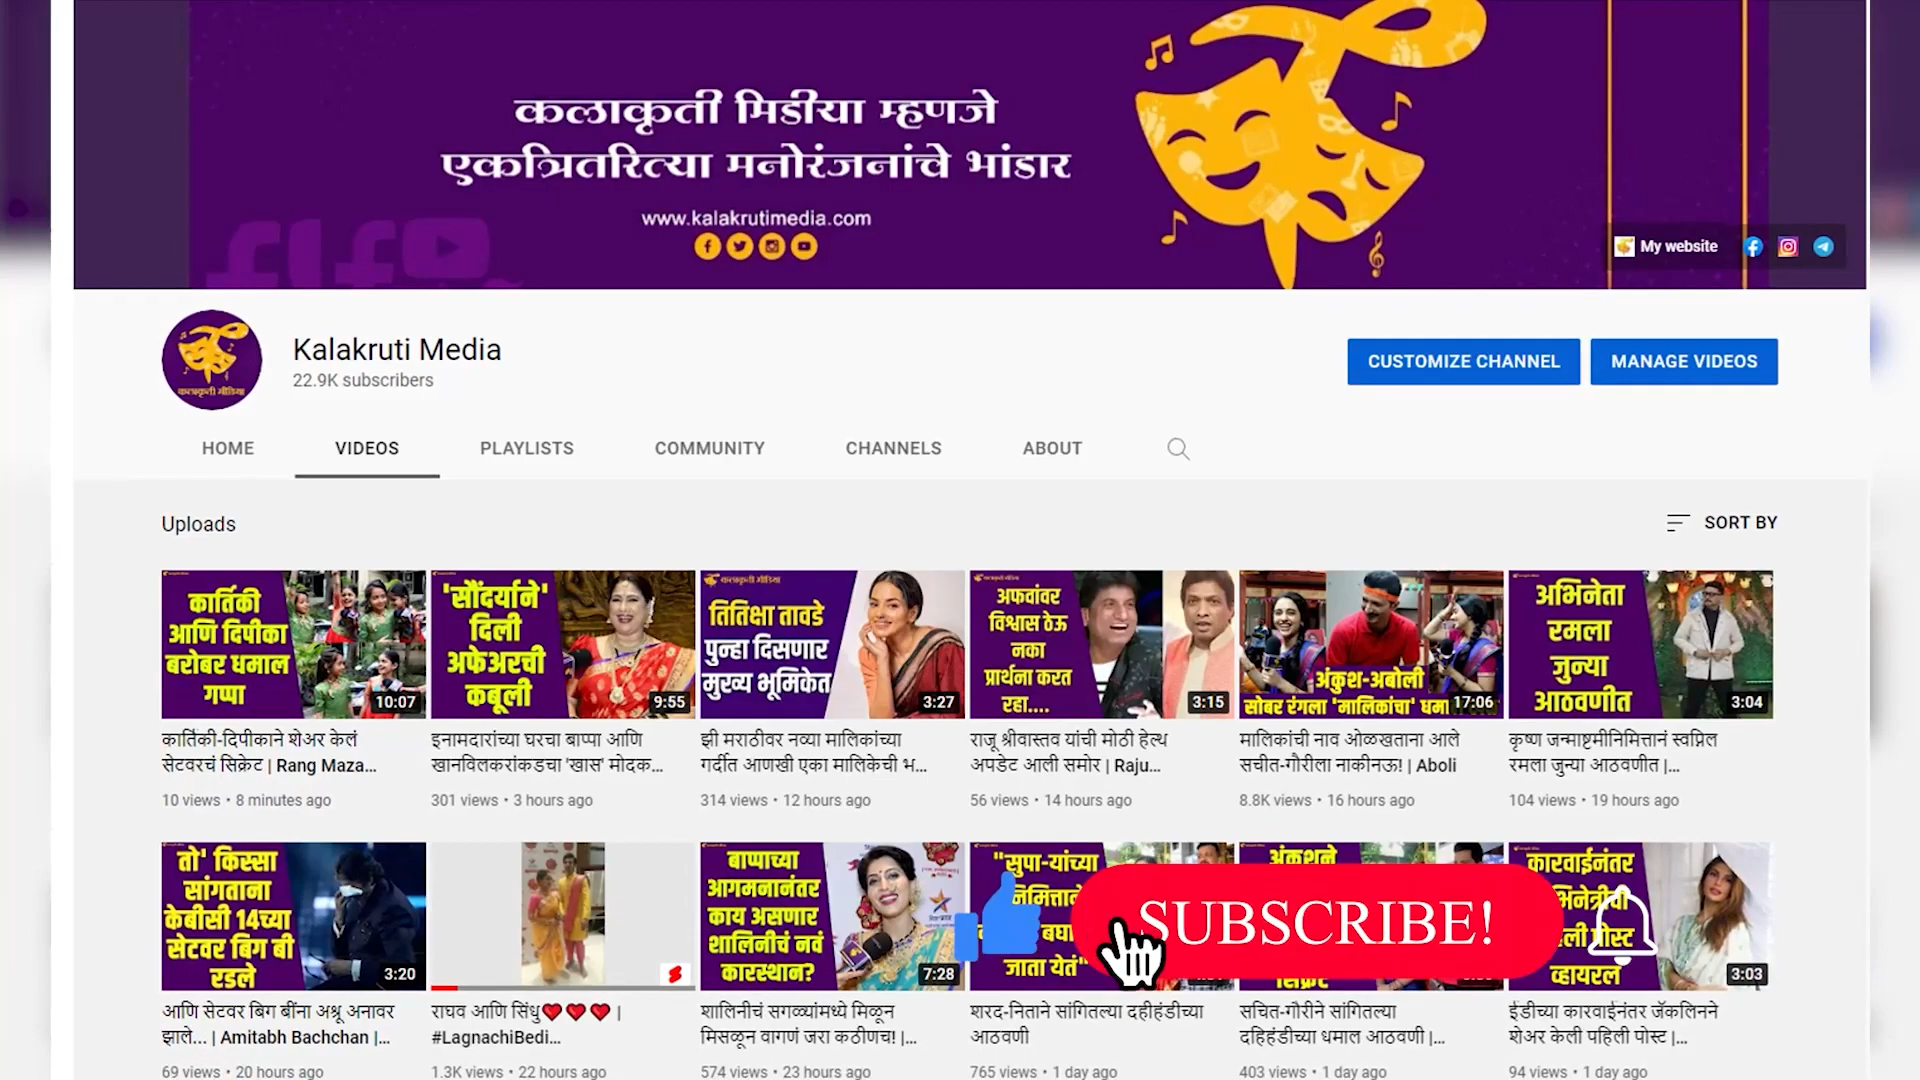 कलाकृती मिडीया म्हणजे
एकत्रितरित्या मनोरंजनांचे भांडार
www.kalakrutimedia.com
My website
Kalakruti Media
22.9K subscribers
CUSTOMIZE CHANNEL
MANAGE VIDEOS
HOME
VIDEOS
PLAYLISTS
COMMUNITY
CHANNELS
ABOUT
Uploads
SORT BY
कार्तिकी
आणि दिपीका
बरोबर धमाल
गप्पा
10:07
'सौंदर्याने'
दिली
अफेअरची
कबूली
9:55
कलाकृती मीडिया
तितिक्षा तावडे
पुन्हा दिसणार
मुख्य भूमिकेत
3:27
अफवांवर
विश्वास ठेऊ
नका
प्रार्थना करत
रहा....
3:15
अंकुश-अबोली
सोबर रंगला 'मालिकांचा' धमा
17:06
अभिनेता
रमला
जुन्या
आठवणीत
3:04
कार्तिकी-दिपीकाने शेअर केलं
सेटवरचं सिक्रेट | Rang Maza...
10 views • 8 minutes ago
इनामदारांच्या घरचा बाप्पा आणि
खानविलकरांकडचा 'खास' मोदक...
301 views • 3 hours ago
झी मराठीवर नव्या मालिकांच्या
गर्दीत आणखी एका मालिकेची भ...
314 views • 12 hours ago
राजू श्रीवास्तव यांची मोठी हेल्थ
अपडेट आली समोर | Raju...
56 views • 14 hours ago
मालिकांची नाव ओळखताना आले
सचीत-गौरीला नाकीनऊ! | Aboli
8.8K views • 16 hours ago
कृष्ण जन्माष्टमीनिमित्तानं स्वप्निल
रमला जुन्या आठवणीत |...
104 views • 19 hours ago
तो' किस्सा
सांगताना
केबीसी 14च्या
सेटवर बिग बी
रडले
3:20
बाप्पाच्या
आगमनानंतर
काय असणार
शालिनीचं नवं
कारस्थान?
7:28
"सुपा-यांच्या
बघा
जाता येतं"
SUBSCRIBE!
अंकुशने
कारवाईनंतर
व्हायरल
3:03
आणि सेटवर बिग बींना अश्रू अनावर
झाले... | Amitabh Bachchan |...
69 views • 20 hours ago
राघव आणि सिंधु❤❤❤ |
#LagnachiBedi...
1.3K views • 22 hours ago
शालिनीचं सगळ्यांमध्ये मिळून
मिसळून वागणं जरा कठीणच! |...
574 views • 23 hours ago
शरद-निताने सांगितल्या दहीहंडीच्या
आठवणी
765 views • 1 day ago
सचित-गौरीने सांगितल्या
दहिहंडीच्या धमाल आठवणी |...
403 views • 1 day ago
ईडीच्या कारवाईनंतर जॅकलिनने
शेअर केली पहिली पोस्ट |...
94 views • 1 day ago